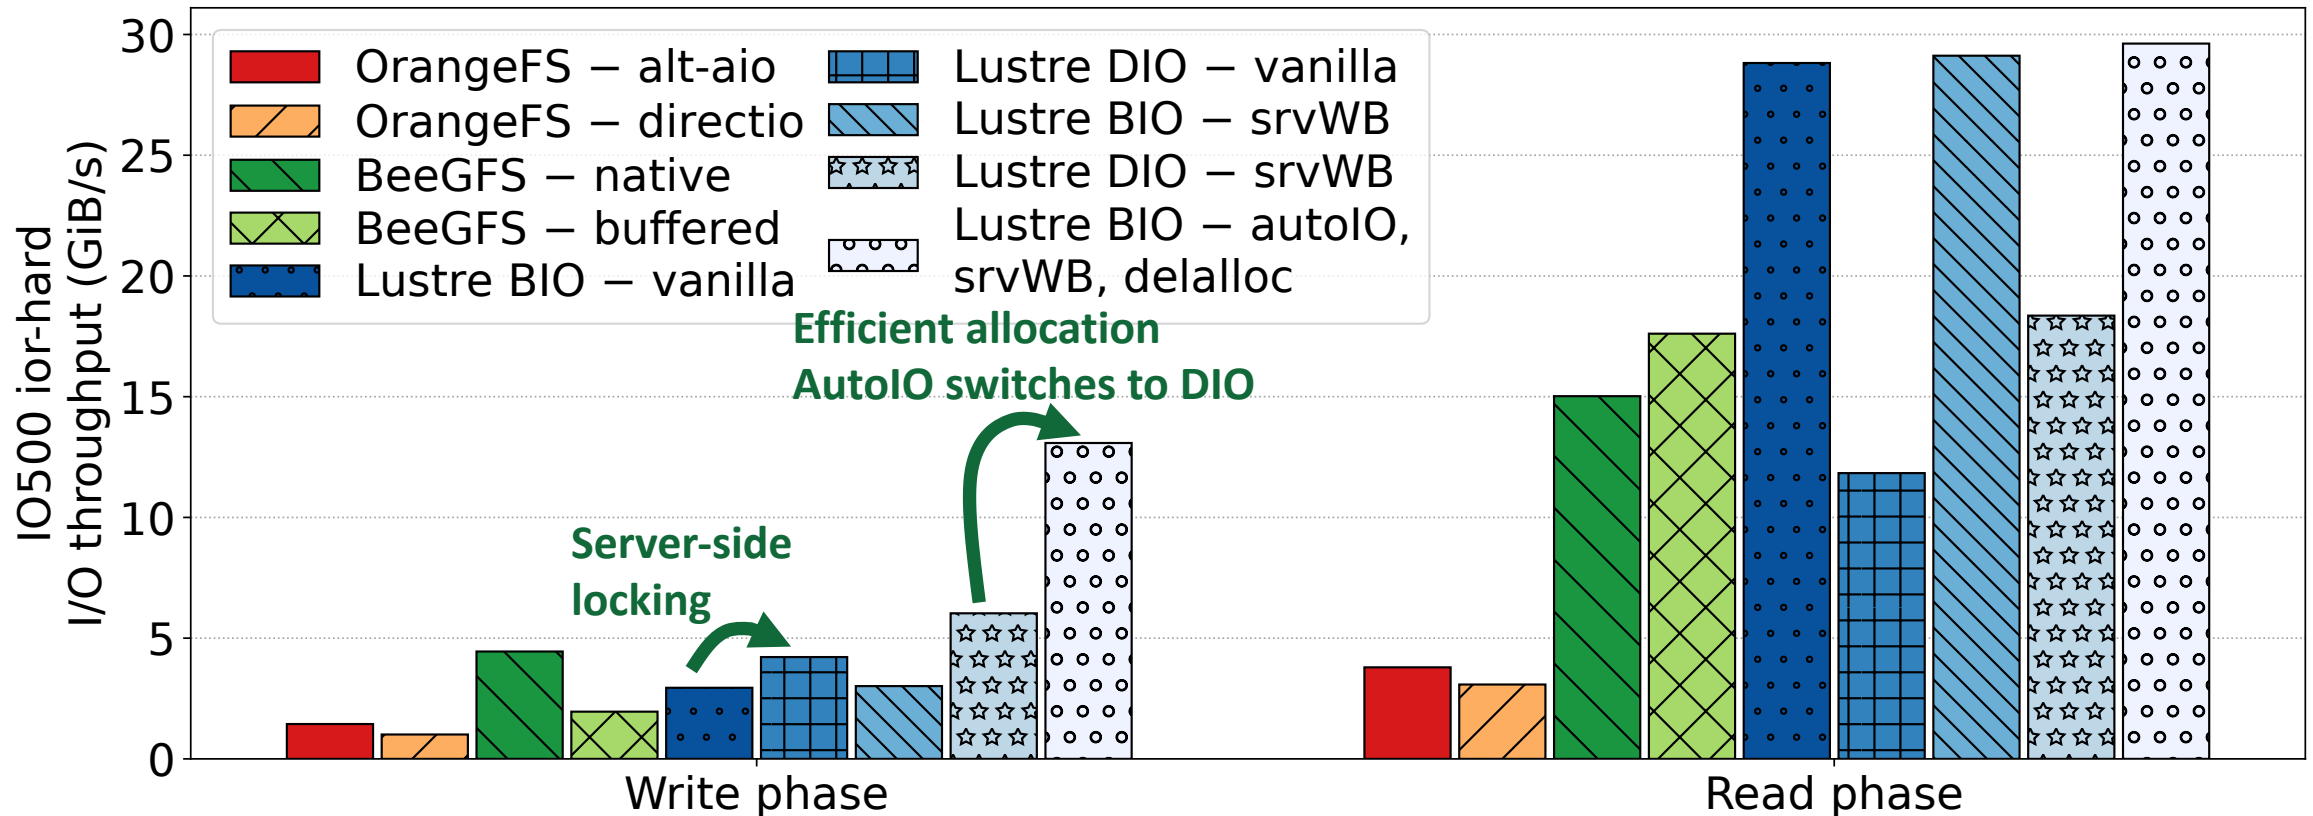 IO500 ior-hard
I/O throughput (GiB/s)
30
25
20
15
10
5
0
OrangeFS − alt-aio
OrangeFS − directio
BeeGFS − native
BeeGFS − buffered
Lustre BIO − vanilla
Lustre DIO − vanilla
Lustre BIO − srvWB
Lustre DIO − srvWB
Lustre BIO − autoIO,
srvWB, delalloc
Efficient allocation
AutoIO switches to DIO
Server-side
locking
Write phase
Read phase